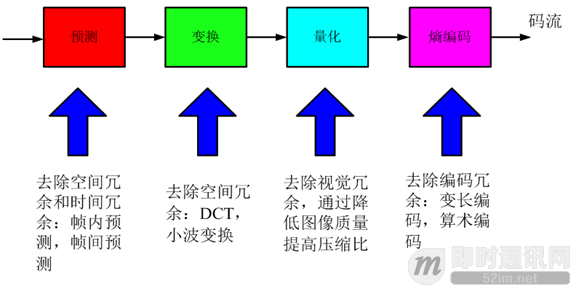 预测
变换
量化
熵编码
码流
去除空间冗
余和时间冗
余：帧内预
测，帧间预
测
去除空间冗
余：DCT，
小波变换
去除视觉冗
余，通过降
低图像质量
提高压缩比
去除编码冗
余：变长编
码，算术编
码
即时通讯网
52im.net